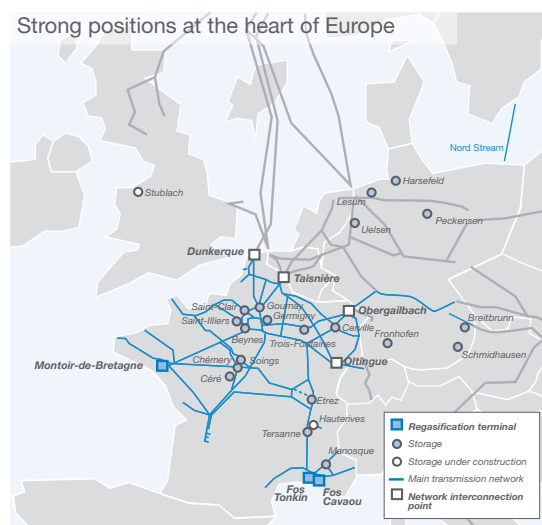 Strong positions at the heart of Europe
Nord Stream
Harsefeld
Stublach
Lesum
Peckensen
Uelsen
Dunkerque
Taisnière
Saint-Clair
Gournay
Germigny
Obergailbach
Saint-Illiers
Cerville
Breitbrunn
Beynes
Trois-Fontaines
Fronhofen
Schmidhausen
Chémery
Soings
Oltingue
Montoir-de-Bretagne
Céré
Etrez
Hauterives
Tersanne
Manosque
Fos
Tonkin
Fos
Cavaou
Regasification terminal
Storage
Storage under construction
Main transmission network
Network interconnection
point